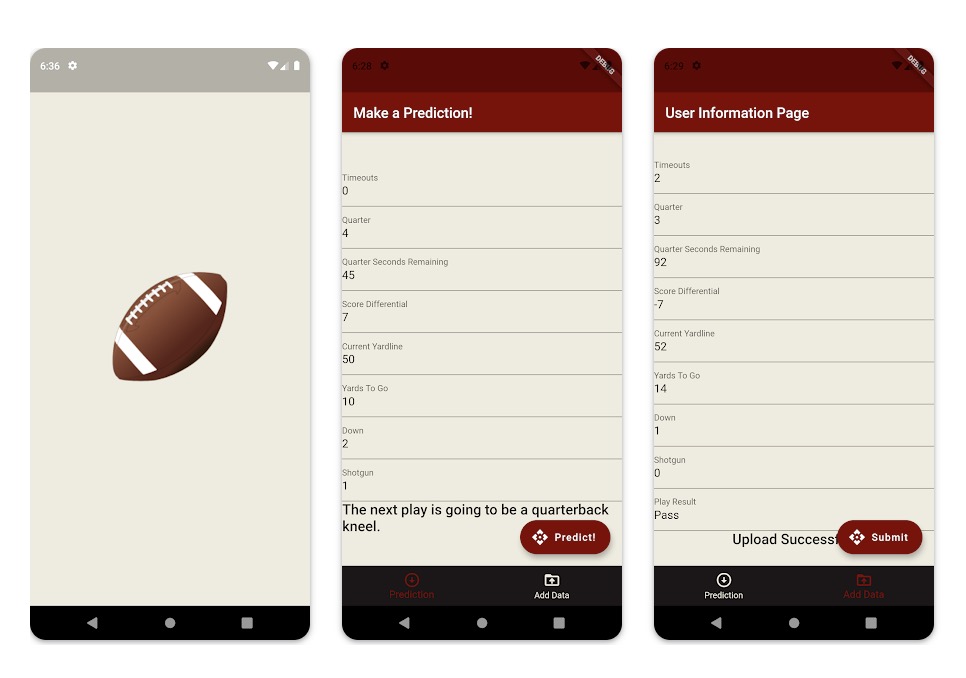 6:36
6:28
DEBUG
Make a Prediction!
Timeouts
0
Quarter
4
Quarter Seconds Remaining
45
Score Differential
7
Current Yardline
50
Yards To Go
10
Down
2
Shotgun
1
The next play is going to be a quarterback
kneel.
Predict!
Prediction
Add Data
6:29
DEBUG
User Information Page
Timeouts
2
Quarter
3
Quarter Seconds Remaining
92
Score Differential
-7
Current Yardline
52
Yards To Go
14
Down
1
Shotgun
0
Play Result
Pass
Upload Successf
Submit
Prediction
Add Data